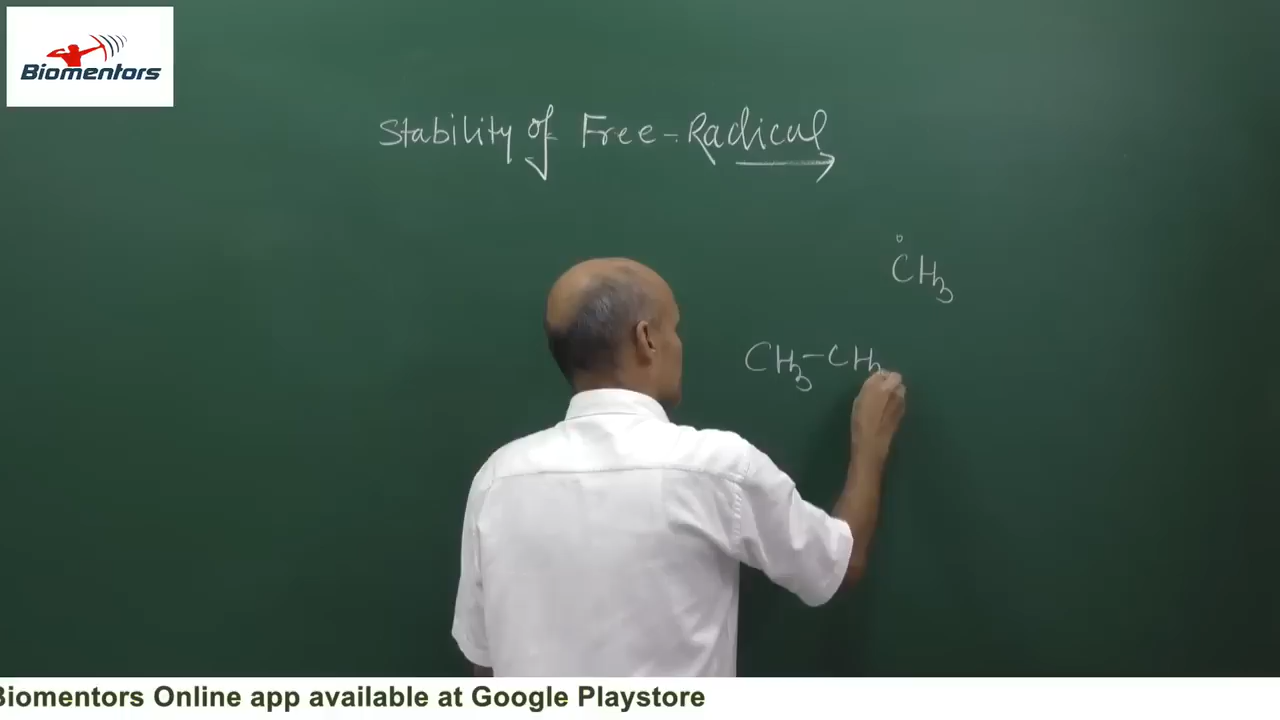 Biomentors
Stability of Free-Radical
ĊH3
CH3-CH2
Biomentors Online app available at Google Playstore